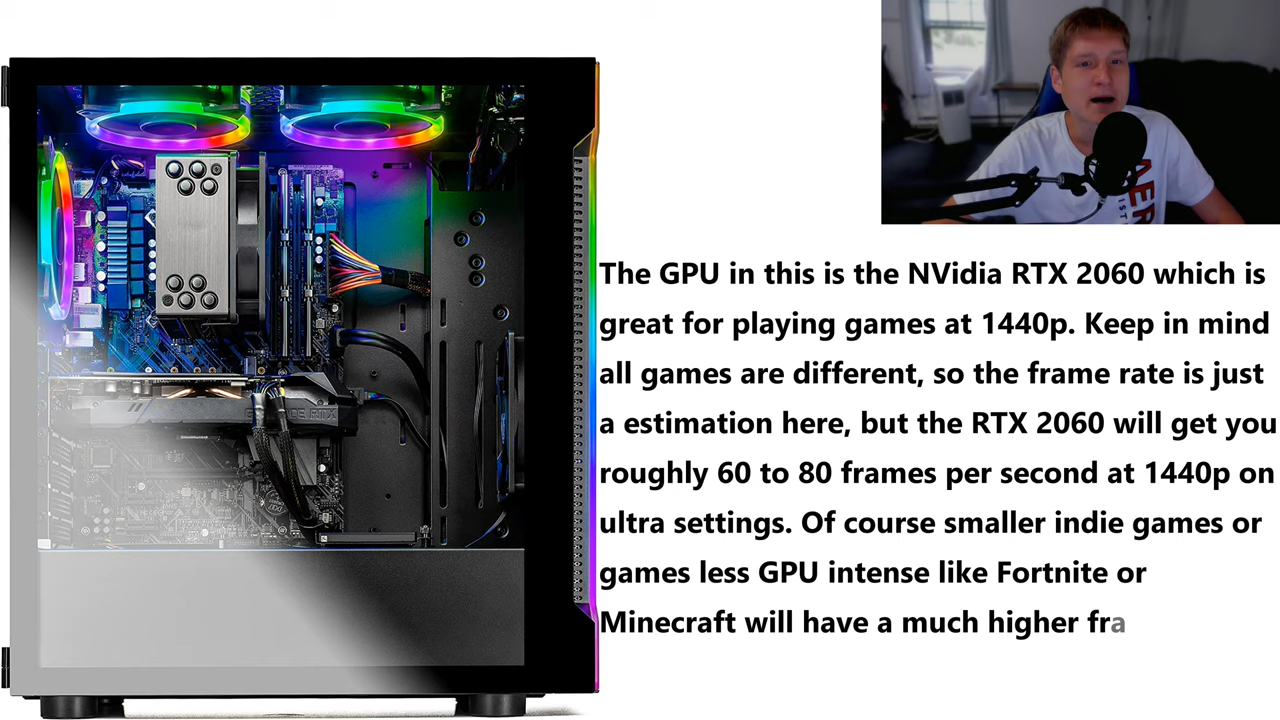 The GPU in this is the NVidia RTX 2060 which is
great for playing games at 1440p. Keep in mind
all games are different, so the frame rate is just
a estimation here, but the RTX 2060 will get you
roughly 60 to 80 frames per second at 1440p on
ultra settings. Of course smaller indie games or
games less GPU intense like Fortnite or
Minecraft will have a much higher fra